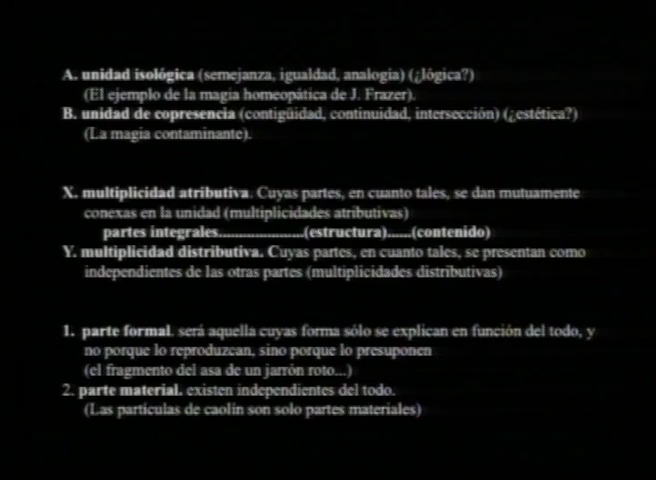 A. unidad isológica (semejanza, igualdad, analogía) (¿lógica?)
(El ejemplo de la magia homeopática de J. Frazer).
B. unidad de copresencia (contigüidad, continuidad, intersección) (¿estética?)
(La magia contaminante).
X. multiplicidad atributiva. Cuyas partes, en cuanto tales, se dan mutuamente
conexas en la unidad (multiplicidades atributivas)
partes integrales......................(estructura)......(contenido)
Y. multiplicidad distributiva. Cuyas partes, en cuanto tales, se presentan como
independientes de las otras partes (multiplicidades distributivas)
1. parte formal. será aquella cuyas forma sólo se explican en función del todo, y
no porque lo reproduzcan, sino porque lo presuponen
(el fragmento del asa de un jarrón roto...)
2. parte material. existen independientes del todo.
(Las partículas de caolín son solo partes materiales)